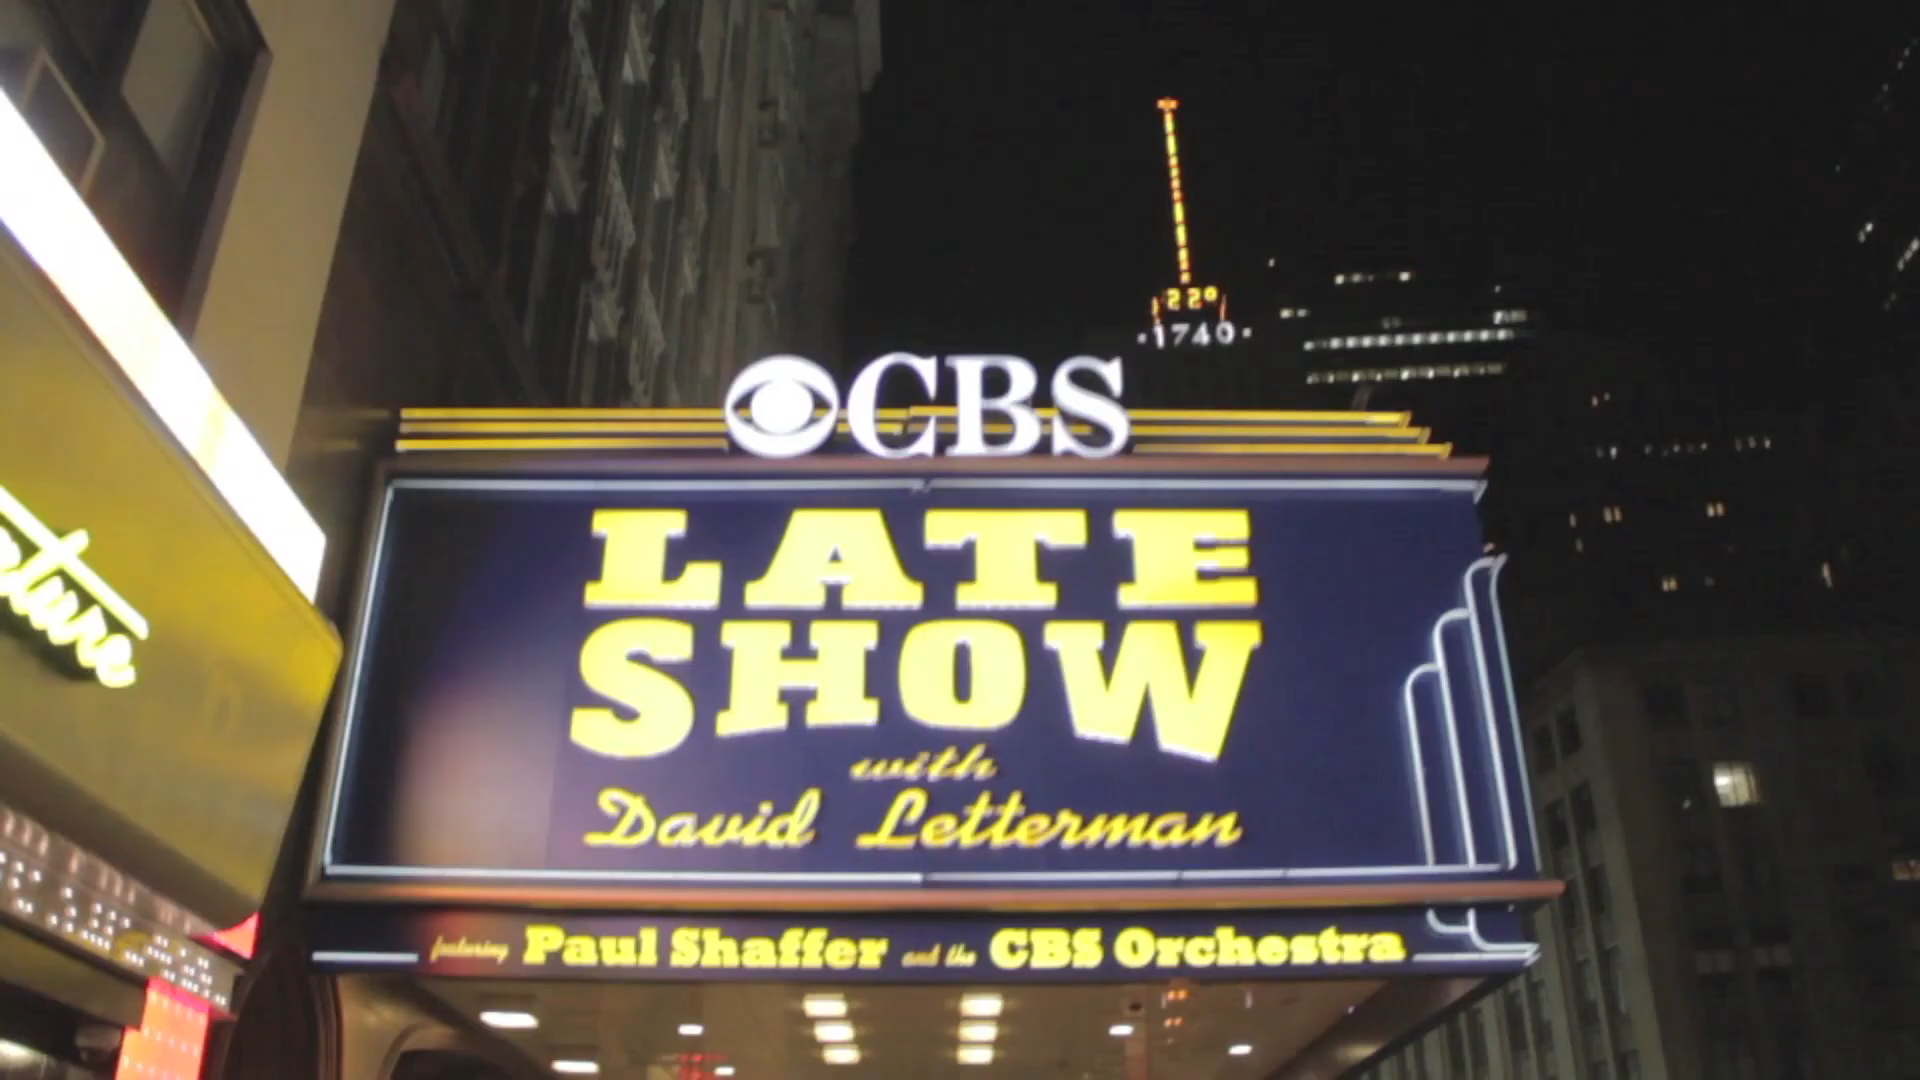 22°
1740
CBS
LATE
SHOW
with
David Letterman
featuring Paul Shaffer and the CBS Orchestra